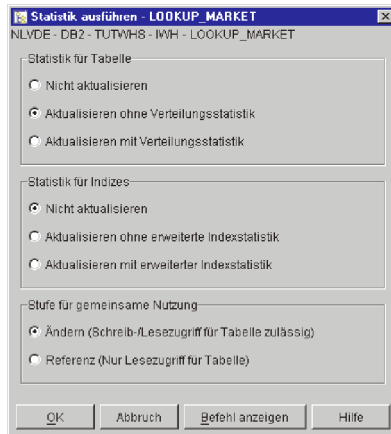 Statistik ausführen - LOOKUP_MARKET
NLVDE - DB2 - TUTWHS - IWH - LOOKUP_MARKET
Statistik für Tabelle
Nicht aktualisieren
Aktualisieren ohne Verteilungsstatistik
Aktualisieren mit Verteilungsstatistik
Statistik für Indizes
Nicht aktualisieren
Aktualisieren ohne erweiterte Indexstatistik
Aktualisieren mit erweiterter Indexstatistik
Stufe für gemeinsame Nutzung
Ändern (Schreib-/Lesezugriff für Tabelle zulässig)
Referenz (Nur Lesezugriff für Tabelle)
OK Abbruch Befehl anzeigen Hilfe